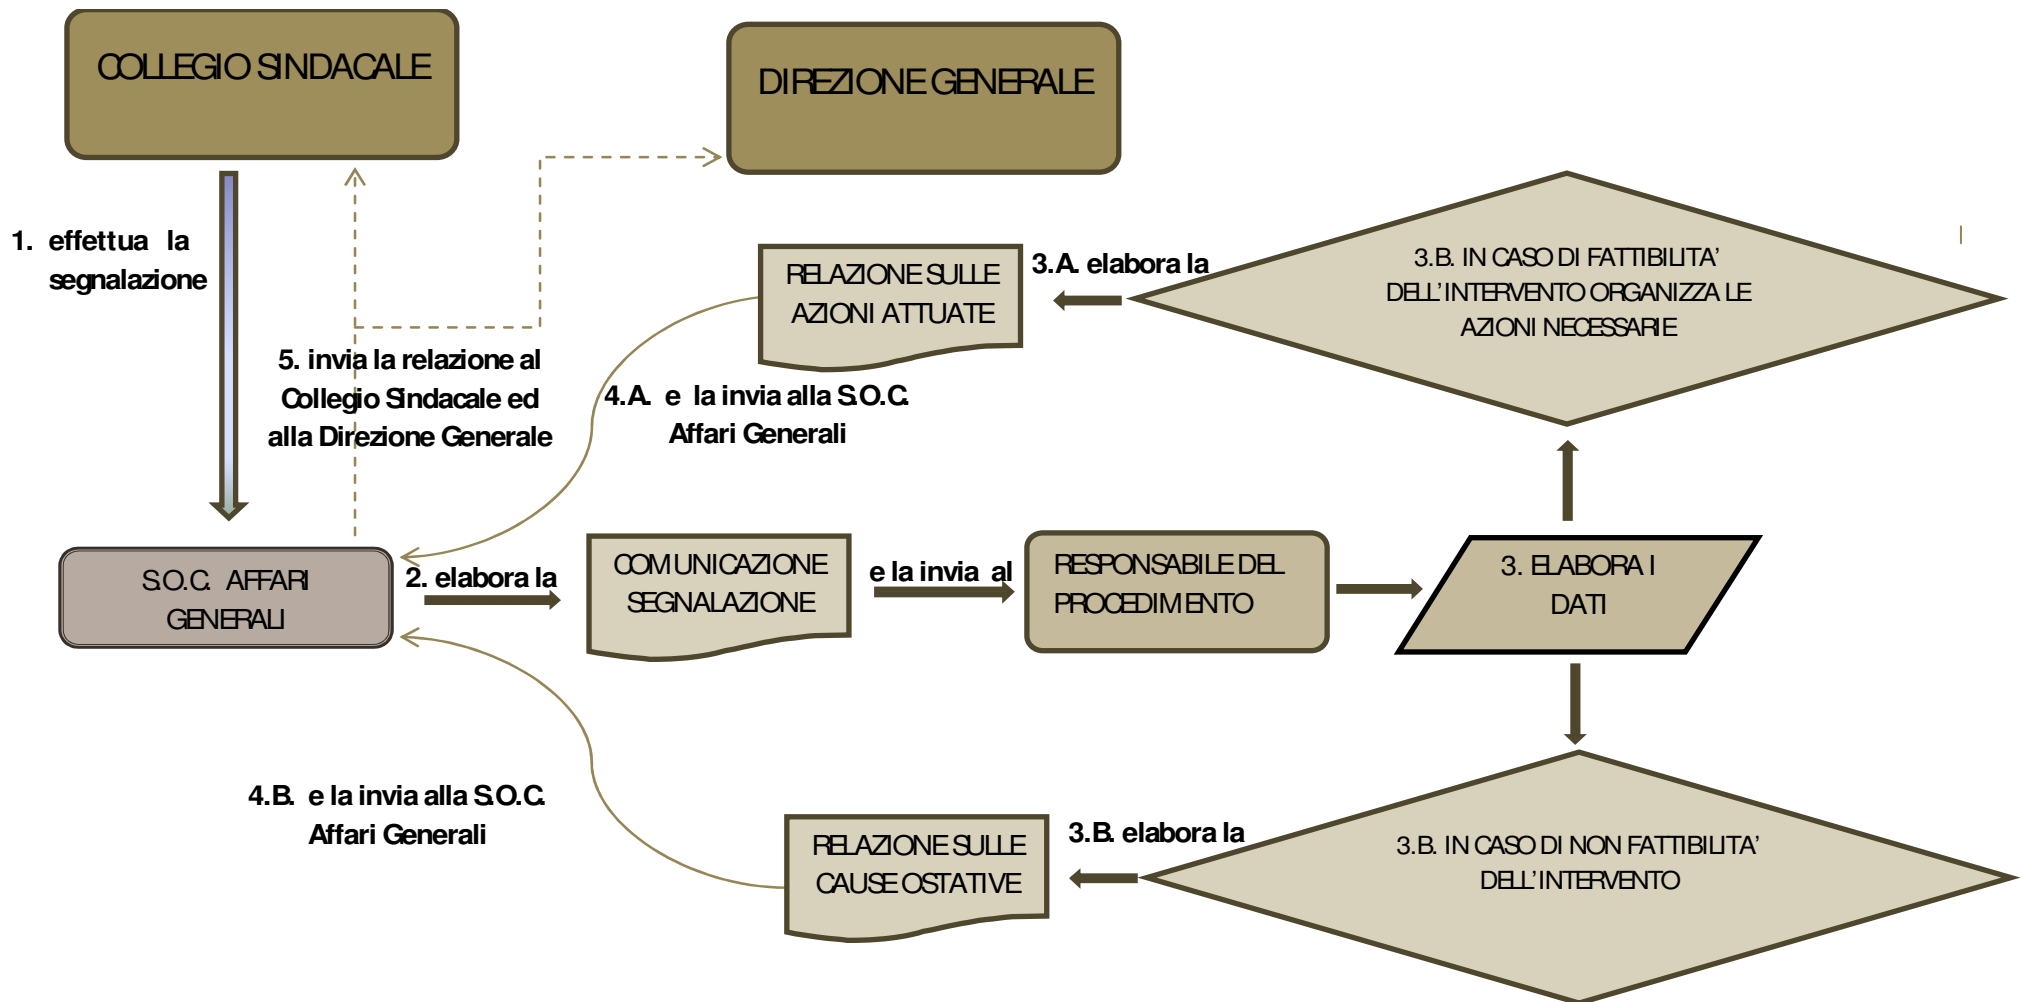 COLLEGIO SINDACALE
DIREZIONE GENERALE
1. effettua la
segnalazione
RELAZIONE SULLE
AZIONI ATTUATE
3.A. elabora la
3.B. IN CASO DI FATTIBILITA'
DELL'INTERVENTO ORGANIZZA LE
AZIONI NECESSARIE
5. invia la relazione al
Collegio Sindacale ed
alla Direzione Generale
4.A. e la invia alla S.O.C.
Affari Generali
S.O.C. AFFARI
GENERALI
2. elabora la
COMUNICAZIONE
SEGNALAZIONE
e la invia al
RESPONSABILE DEL
PROCEDIMENTO
3. ELABORA I
DATI
4.B. e la invia alla S.O.C.
Affari Generali
RELAZIONE SULLE
CAUSE OSTATIVE
3.B. elabora la
3.B. IN CASO DI NON FATTIBILITA'
DELL'INTERVENTO